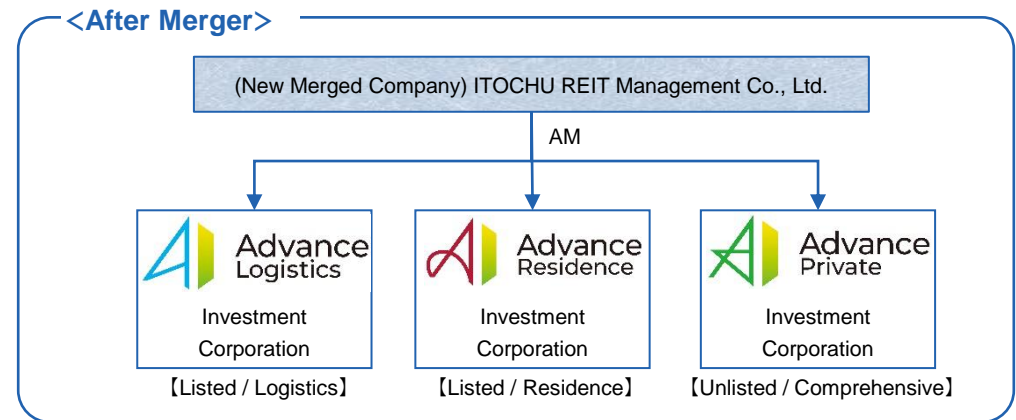 <After Merger>
(New Merged Company) ITOCHU REIT Management Co., Ltd.
AM
Advance
Logistics
Investment
Corporation
【Listed / Logistics】
Advance
Residence
Investment
Corporation
【Listed / Residence】
Advance
Private
Investment
Corporation
【Unlisted / Comprehensive】